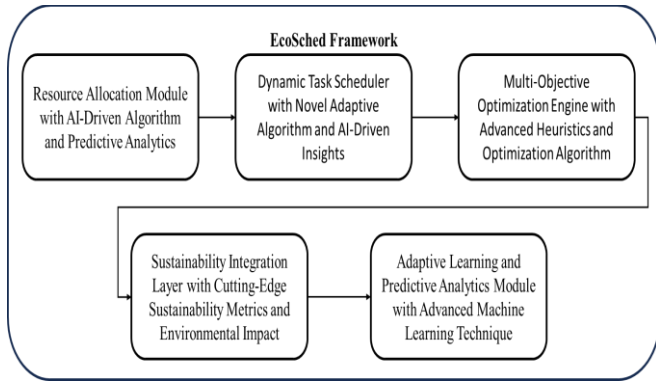 EcoSched Framework
Resource Allocation Module
with AI-Driven Algorithm
and Predictive Analytics
Dynamic Task Scheduler
with Novel Adaptive
Algorithm and AI-Driven
Insights
Multi-Objective
Optimization Engine with
Advanced Heuristics and
Optimization Algorithm
Sustainability Integration
Layer with Cutting-Edge
Sustainability Metrics and
Environmental Impact
Adaptive Learning and
Predictive Analytics Module
with Advanced Machine
Learning Technique